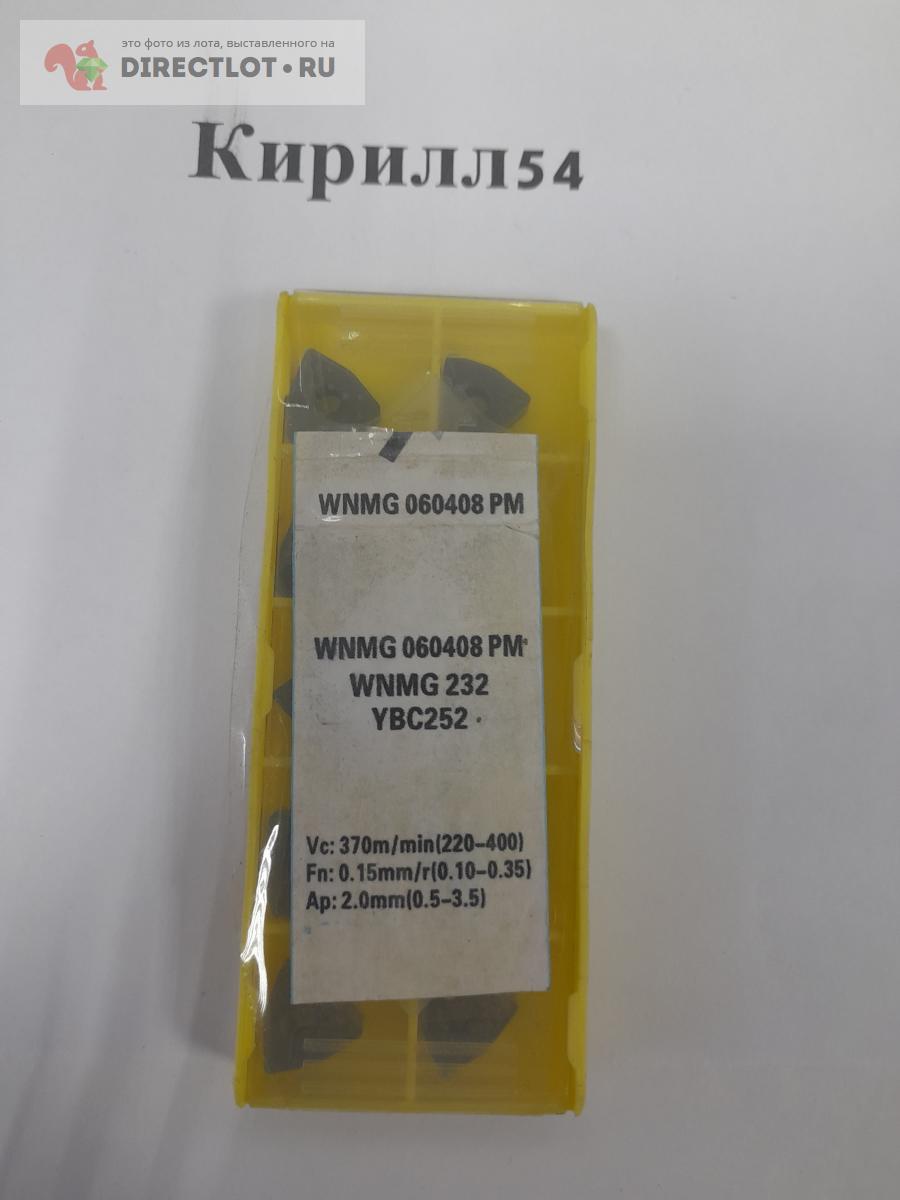 это фото из лота, выставленного на
DIRECTLOT•RU
Кирилл54
WNMG 060408 PM
WNMG 060408 PM
WNMG 232
YBC252
Vc: 370m/min(220-400)
Fn: 0.15mm/r(0.10-0.35)
Ap: 2.0mm(0.5-3.5)